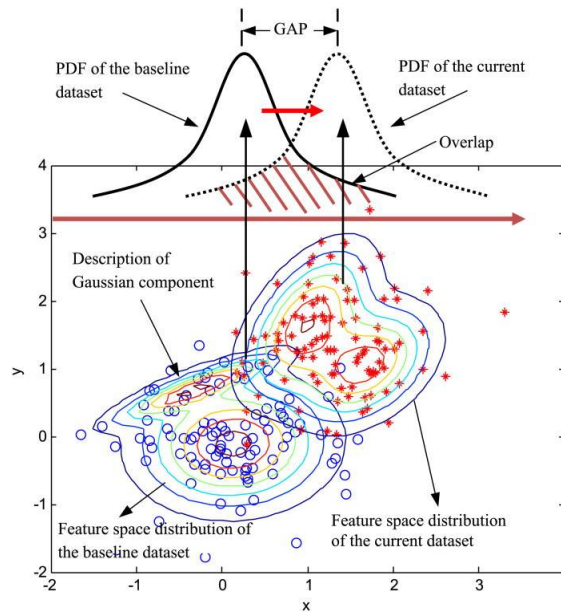 GAP
PDF of the baseline
dataset
PDF of the current
dataset
Overlap
4
3
2
1
0
-1
-2
y
Description of
Gaussian component
Feature space distribution of
the baseline dataset
Feature space distribution
of the current dataset
-2
-1
0
1
2
3
4
x